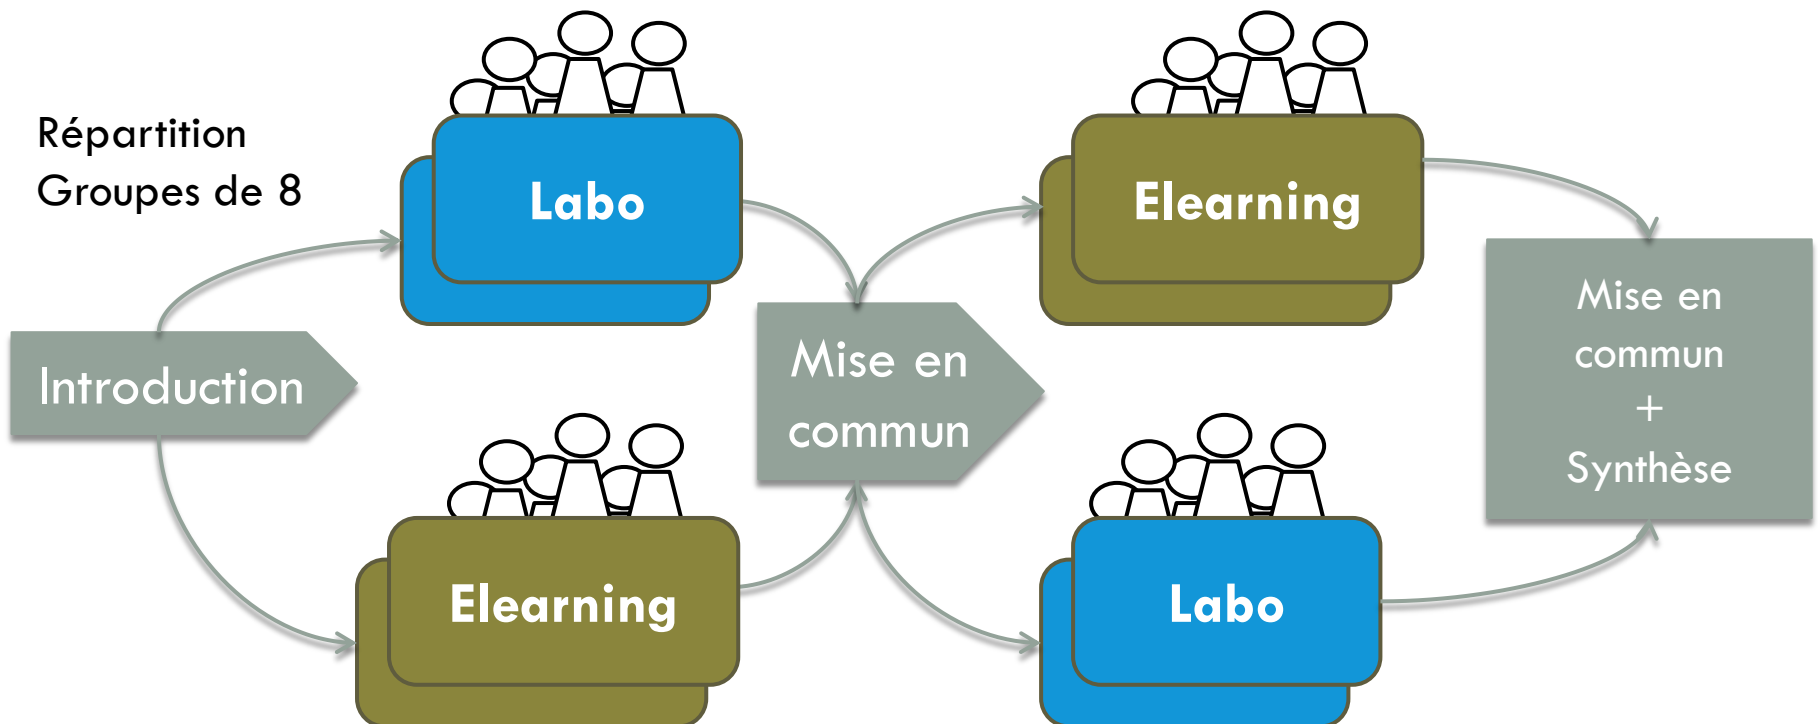 Répartition
Groupes de 8
Introduction
Labo
Elearning
Mise en
commun
Elearning
Labo
Mise en
commun
+
Synthèse